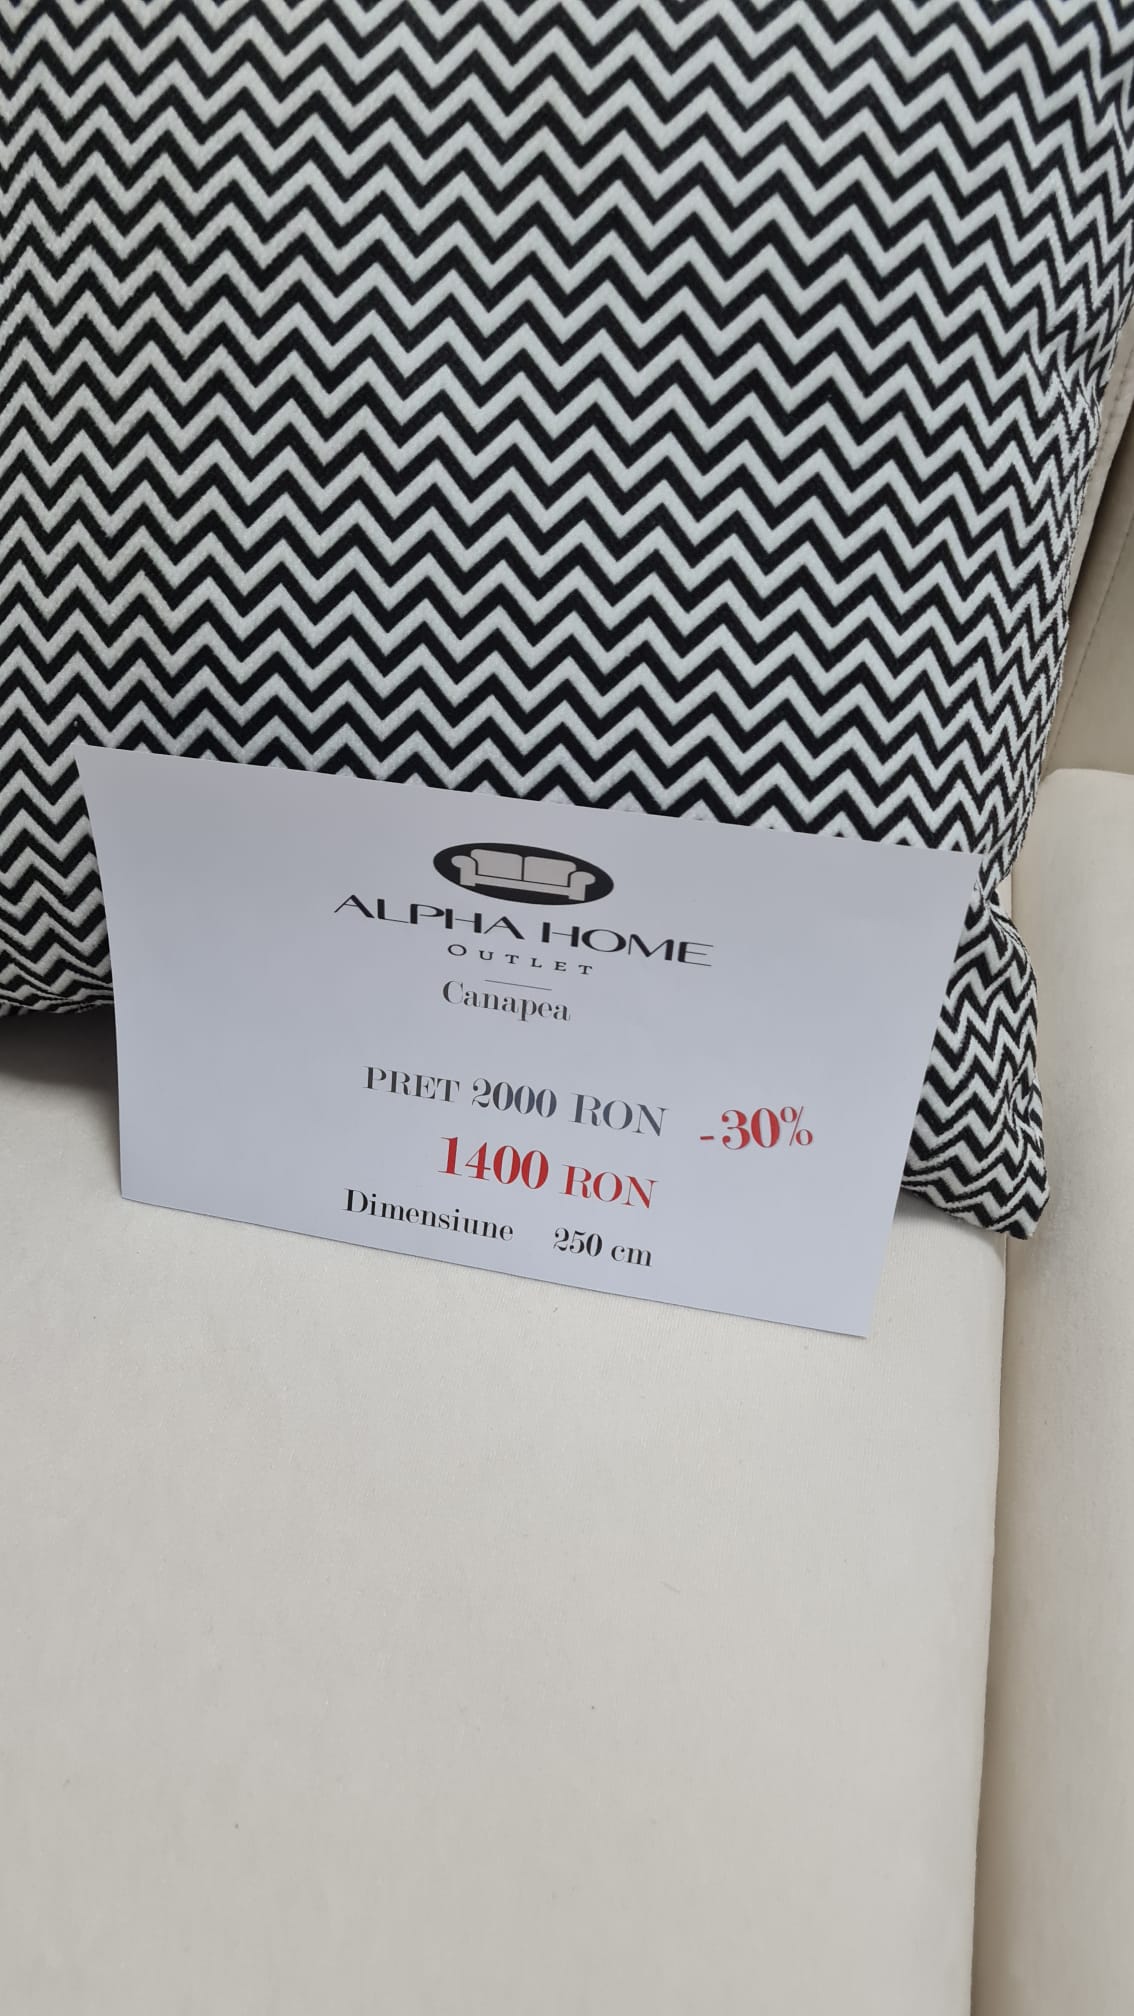 ALPHA HOME
OUTLET
Canapea
PRET 2000 RON -30%
1400 RON
Dimensiune 250 cm